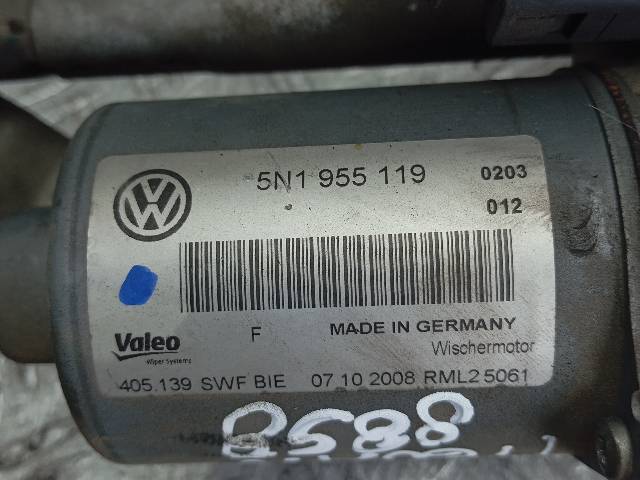 5N1 955 119 0203
012
Valeo
Wiper Systems
F MADE IN GERMANY
Wischermotor
405.139 SWF BIE 07 10 2008 RML2 5061